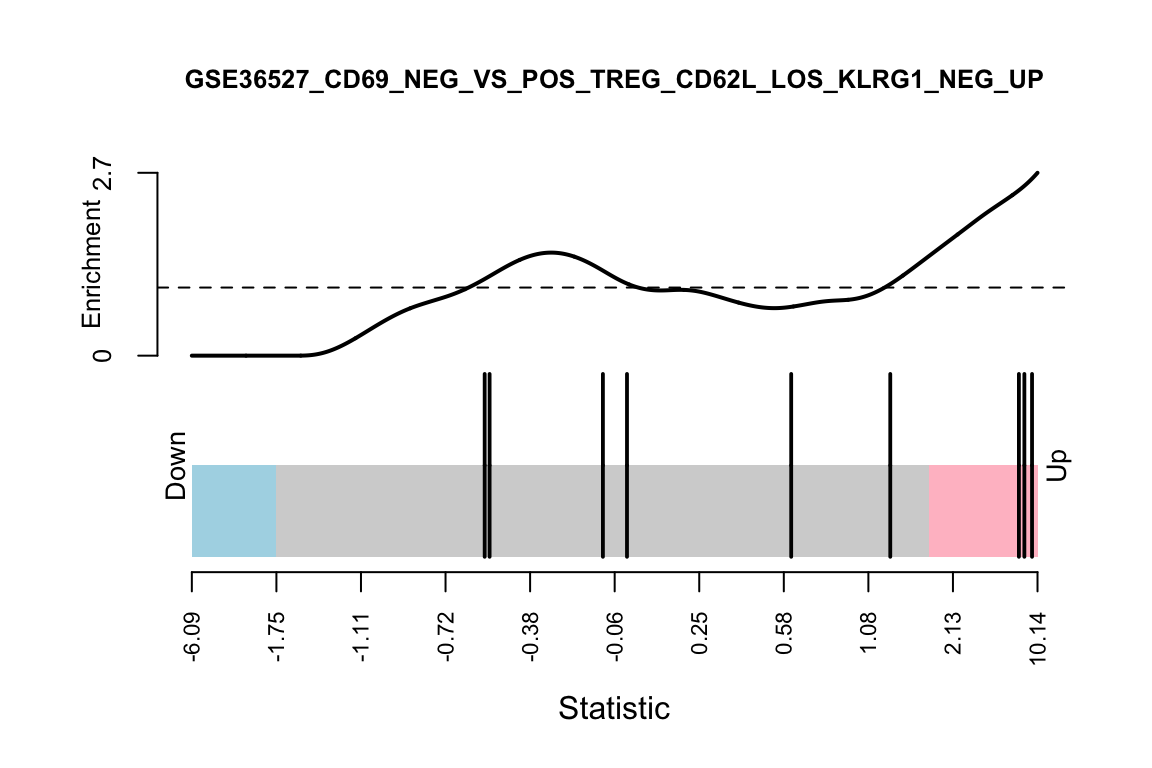 GSE36527_CD69_NEG_VS_POS_TREG_CD62L_LOS_KLRG1_NEG_UP
Enrichment
2.7
0
Down
Up
-6.09
-1.75
-1.11
-0.72
-0.38
-0.06
0.25
0.58
1.08
2.13
10.14
Statistic